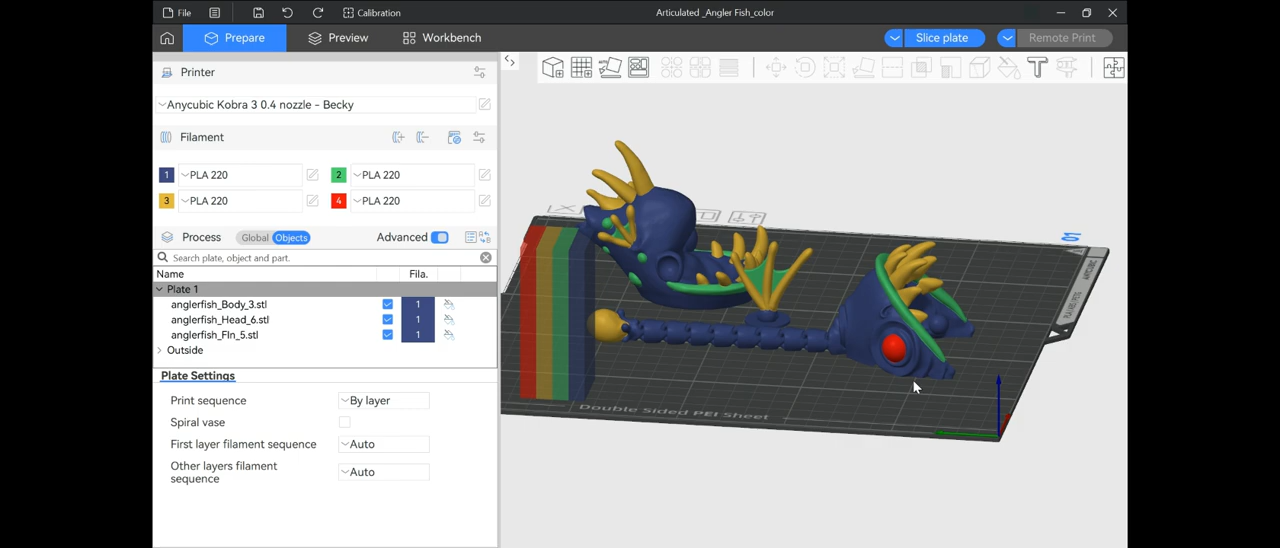 File Calibration Articulated _Angler Fish_color
Prepare Preview Workbench Slice plate Remote Print
Printer
Anycubic Kobra 3 0.4 nozzle - Becky
Filament
1 PLA 220 2 PLA 220
3 PLA 220 4 PLA 220
Process Global Objects Advanced
Search plate, object and part.
Name Fila.
Plate 1
anglerfish_Body_3.stl 1
anglerfish_Head_6.stl 1
anglerfish_FIn_5.stl 1
Outside
Plate Settings
Print sequence By layer
Spiral vase
First layer filament sequence Auto
Other layers filament
sequence Auto
Double Sided PEI Sheet